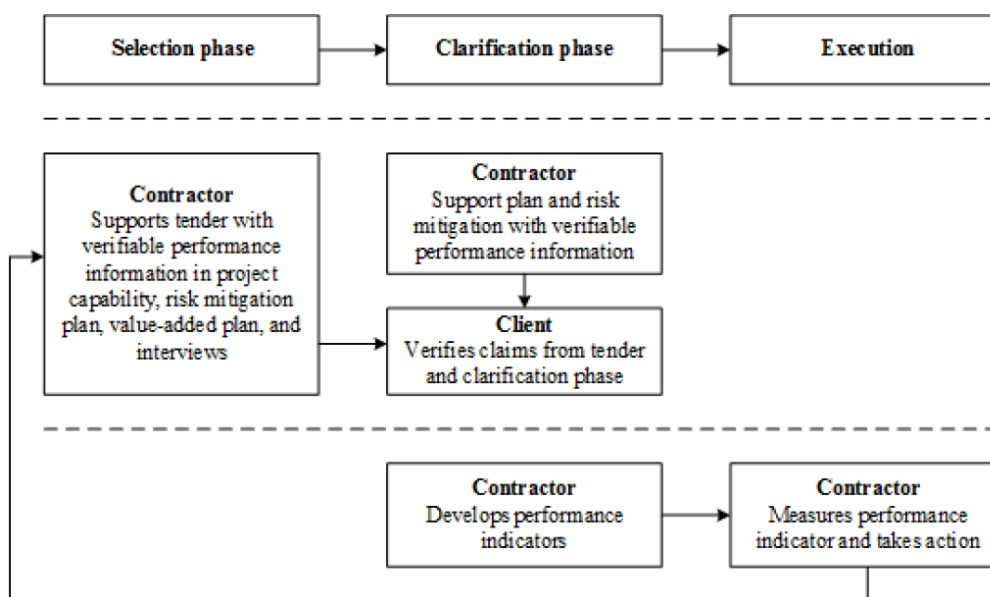 Selection phase
Clarification phase
Execution
Contractor
Supports tender with
verifiable performance
information in project
capability, risk mitigation
plan, value-added plan, and
interviews
Contractor
Support plan and risk
mitigation with verifiable
performance information
Client
Verifies claims from tender
and clarification phase
Contractor
Develops performance
indicators
Contractor
Measures performance
indicator and takes action